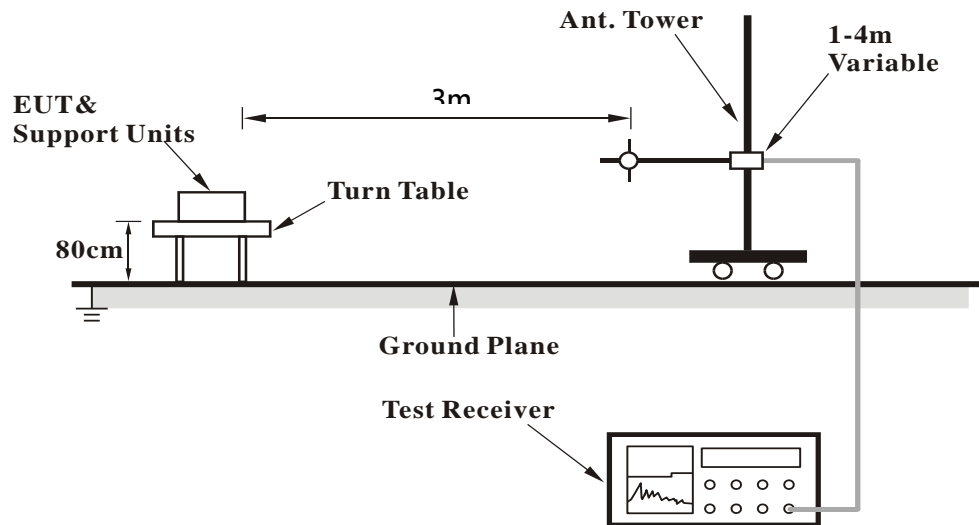 Ant. Tower
1-4m
Variable
3m
EUT&
Support Units
Turn Table
80cm
Ground Plane
Test Receiver